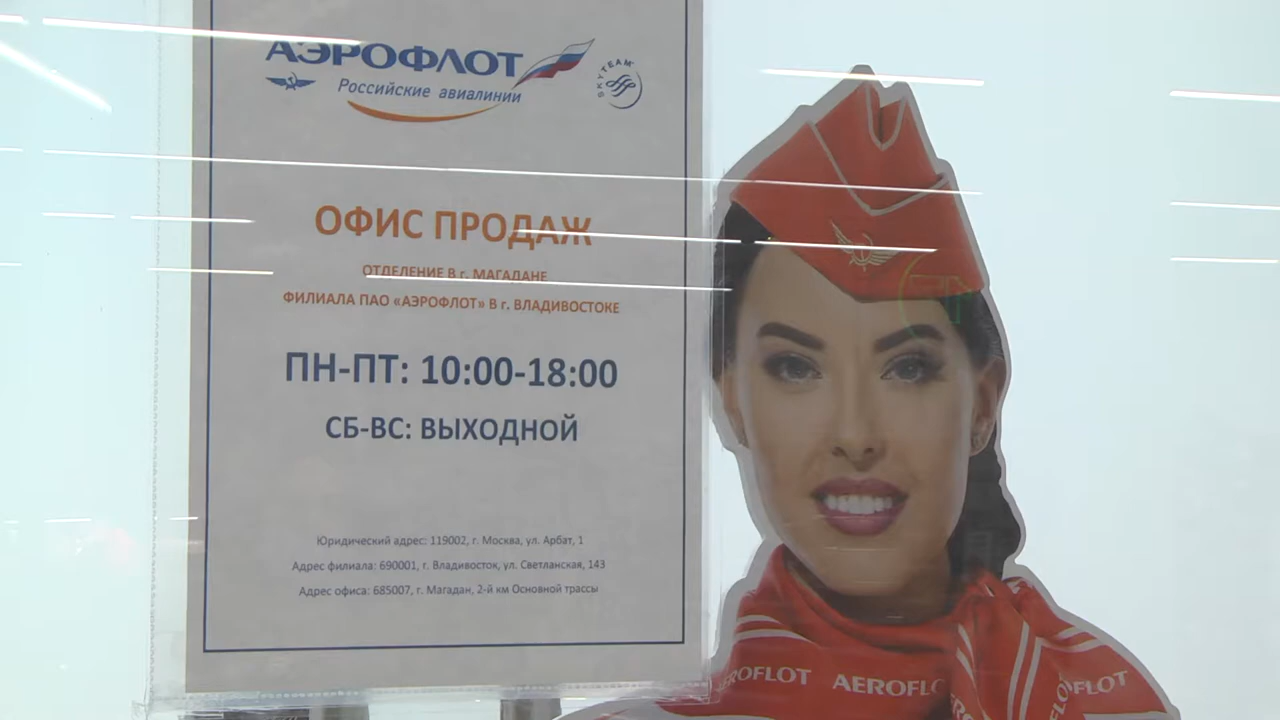 АЭРОФЛОТ
Российские авиалинии
SKYTEAM
ОФИС ПРОДАЖ
ОТДЕЛЕНИЕ В г. МАГАДАНЕ
ФИЛИАЛА ПАО «АЭРОФЛОТ» В г. ВЛАДИВОСТОКЕ
ПН-ПТ: 10:00-18:00
СБ-ВС: ВЫХОДНОЙ
Юридический адрес: 119002, г. Москва, ул. Арбат, 1
Адрес филиала: 690001, г. Владивосток, ул. Светланская, 143
Адрес офиса: 685007, г. Магадан, 2-й км Основной трассы
EROFLOT AEROFLO OFLOT